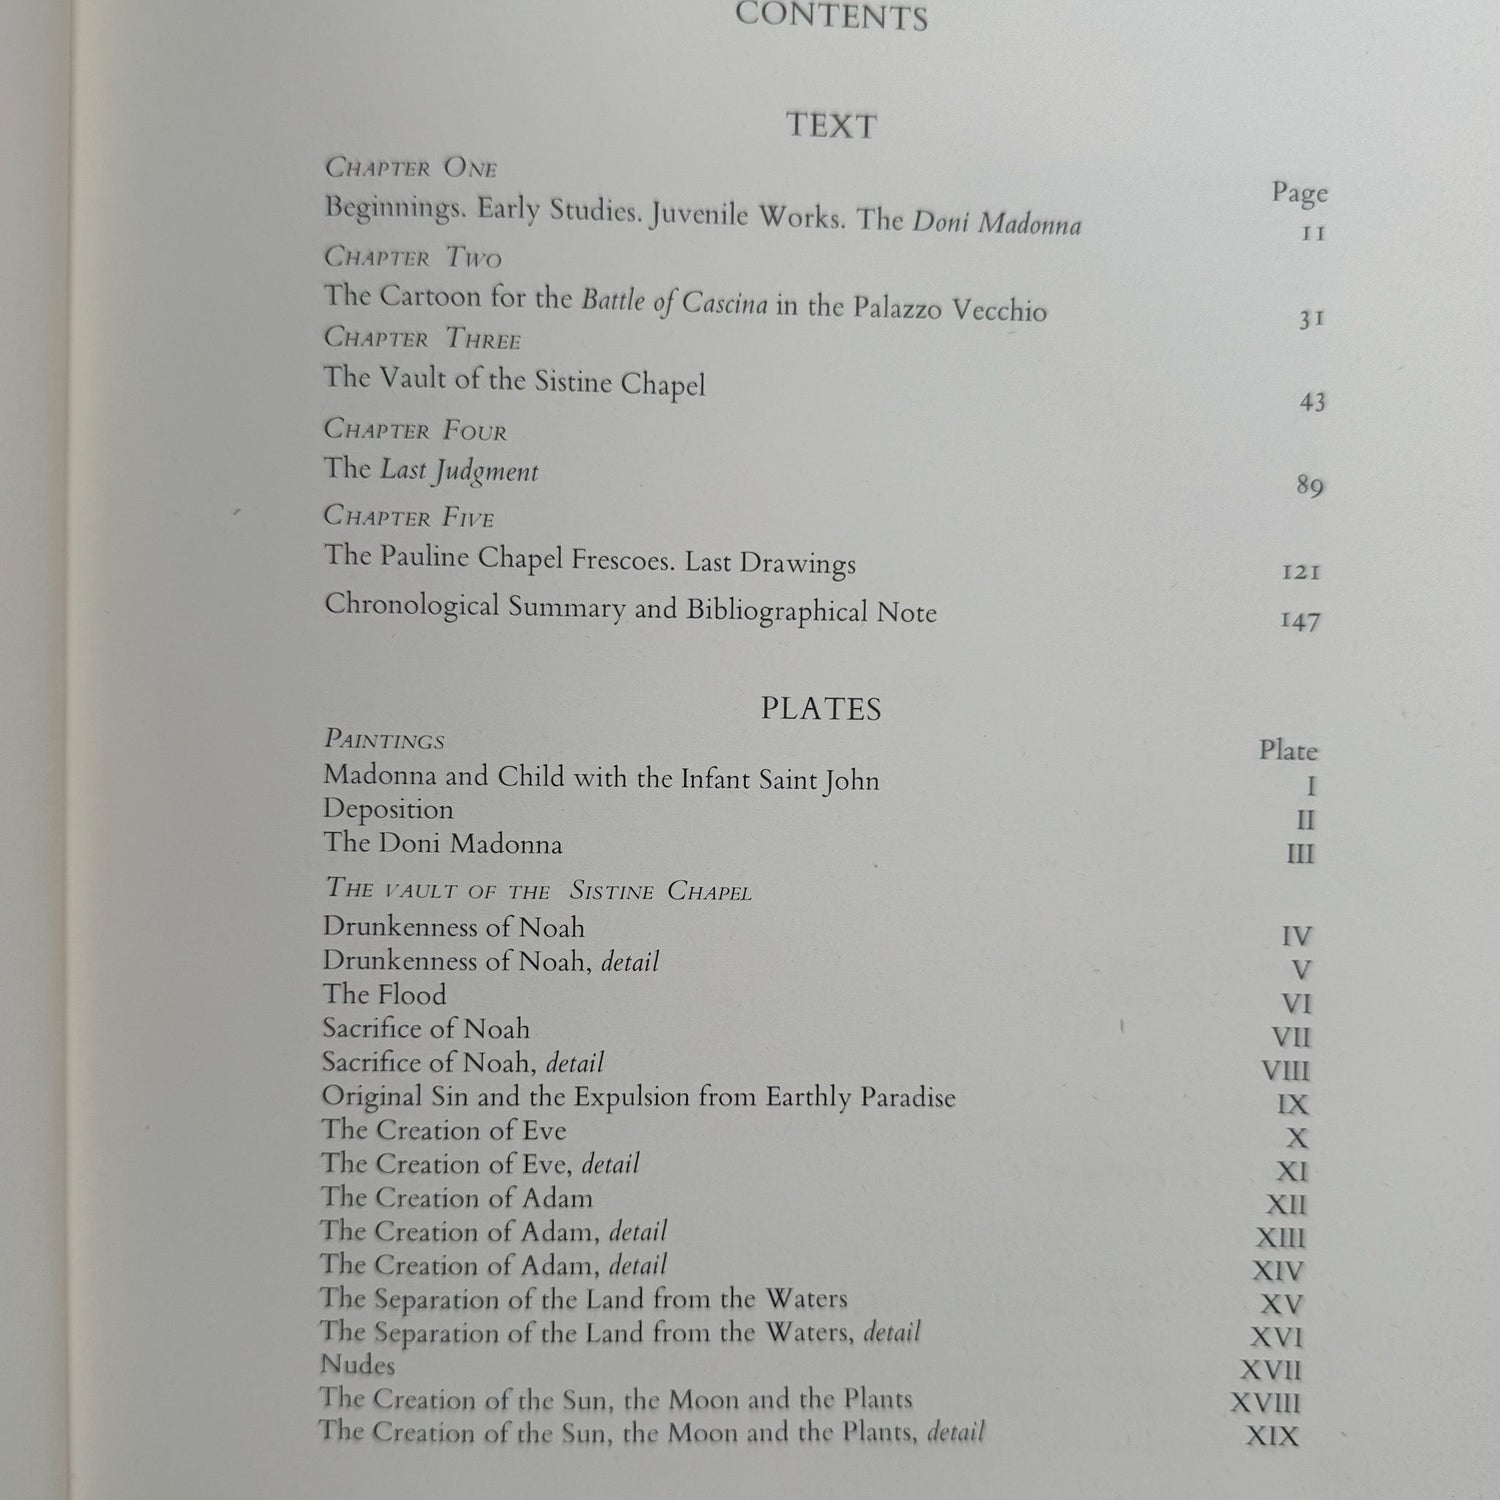 CONTENTS
TEXT
CHAPTER ONE
Page
Beginnings. Early Studies. Juvenile Works. The Doni Madonna 11
CHAPTER TWO
The Cartoon for the Battle of Cascina in the Palazzo Vecchio 31
CHAPTER THREE
The Vault of the Sistine Chapel 43
CHAPTER FOUR
The Last Judgment 89
CHAPTER FIVE
The Pauline Chapel Frescoes. Last Drawings 121
Chronological Summary and Bibliographical Note 147
PLATES
PAINTINGS Plate
Madonna and Child with the Infant Saint John I
Deposition II
The Doni Madonna III
THE VAULT OF THE SISTINE CHAPEL
Drunkenness of Noah IV
Drunkenness of Noah, detail V
The Flood VI
Sacrifice of Noah VII
Sacrifice of Noah, detail VIII
Original Sin and the Expulsion from Earthly Paradise IX
The Creation of Eve X
The Creation of Eve, detail XI
The Creation of Adam XII
The Creation of Adam, detail XIII
The Creation of Adam, detail XIV
The Separation of the Land from the Waters XV
The Separation of the Land from the Waters, detail XVI
Nudes XVII
The Creation of the Sun, the Moon and the Plants XVIII
The Creation of the Sun, the Moon and the Plants, detail XIX